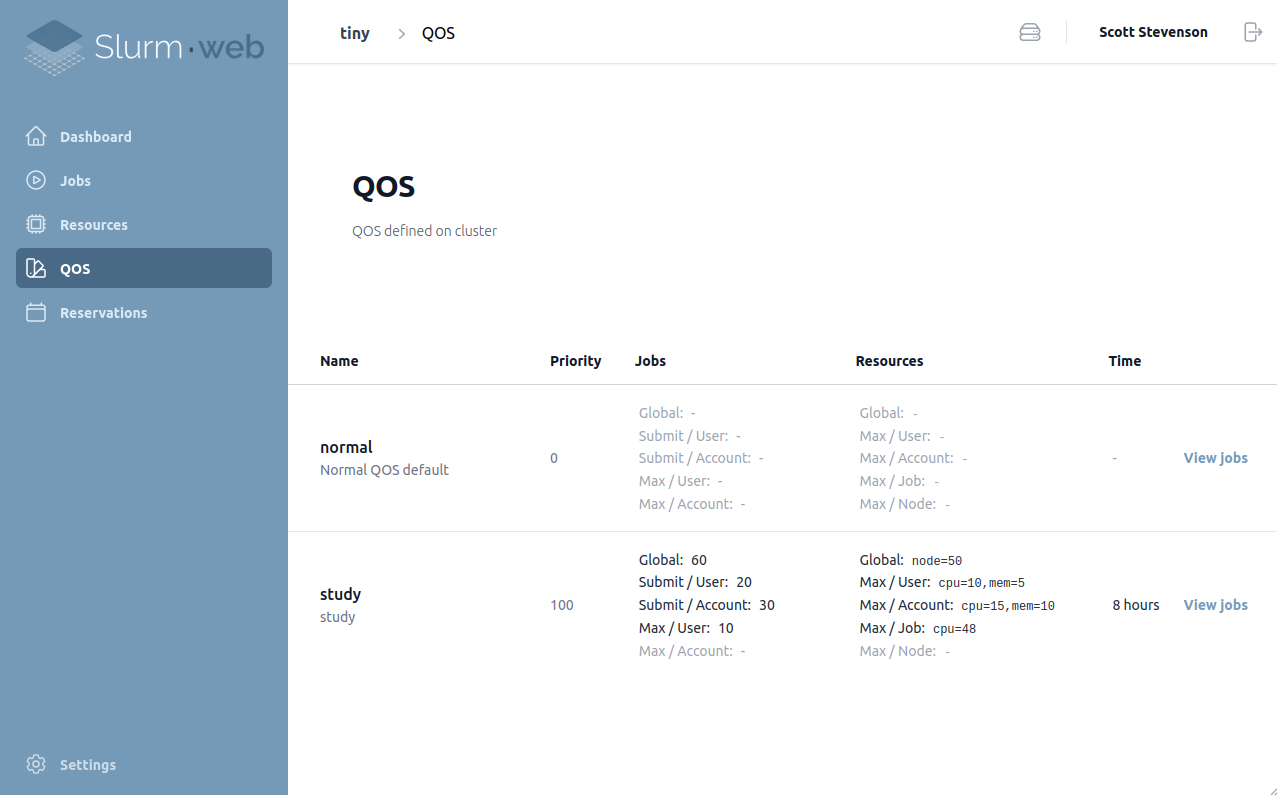 Slurm·web
tiny > QOS
Scott Stevenson
Dashboard
Jobs
Resources
QOS
Reservations
Settings
QOS
QOS defined on cluster
Name Priority Jobs Resources Time
normal
Normal QOS default
0
Global: -
Submit / User: -
Submit / Account: -
Max / User: -
Max / Account: -
Global: -
Max / User: -
Max / Account: -
Max / Job: -
Max / Node: -
-
View jobs
study
study
100
Global: 60
Submit / User: 20
Submit / Account: 30
Max / User: 10
Max / Account: -
Global: node=50
Max / User: cpu=10,mem=5
Max / Account: cpu=15,mem=10
Max / Job: cpu=48
Max / Node: -
8 hours
View jobs